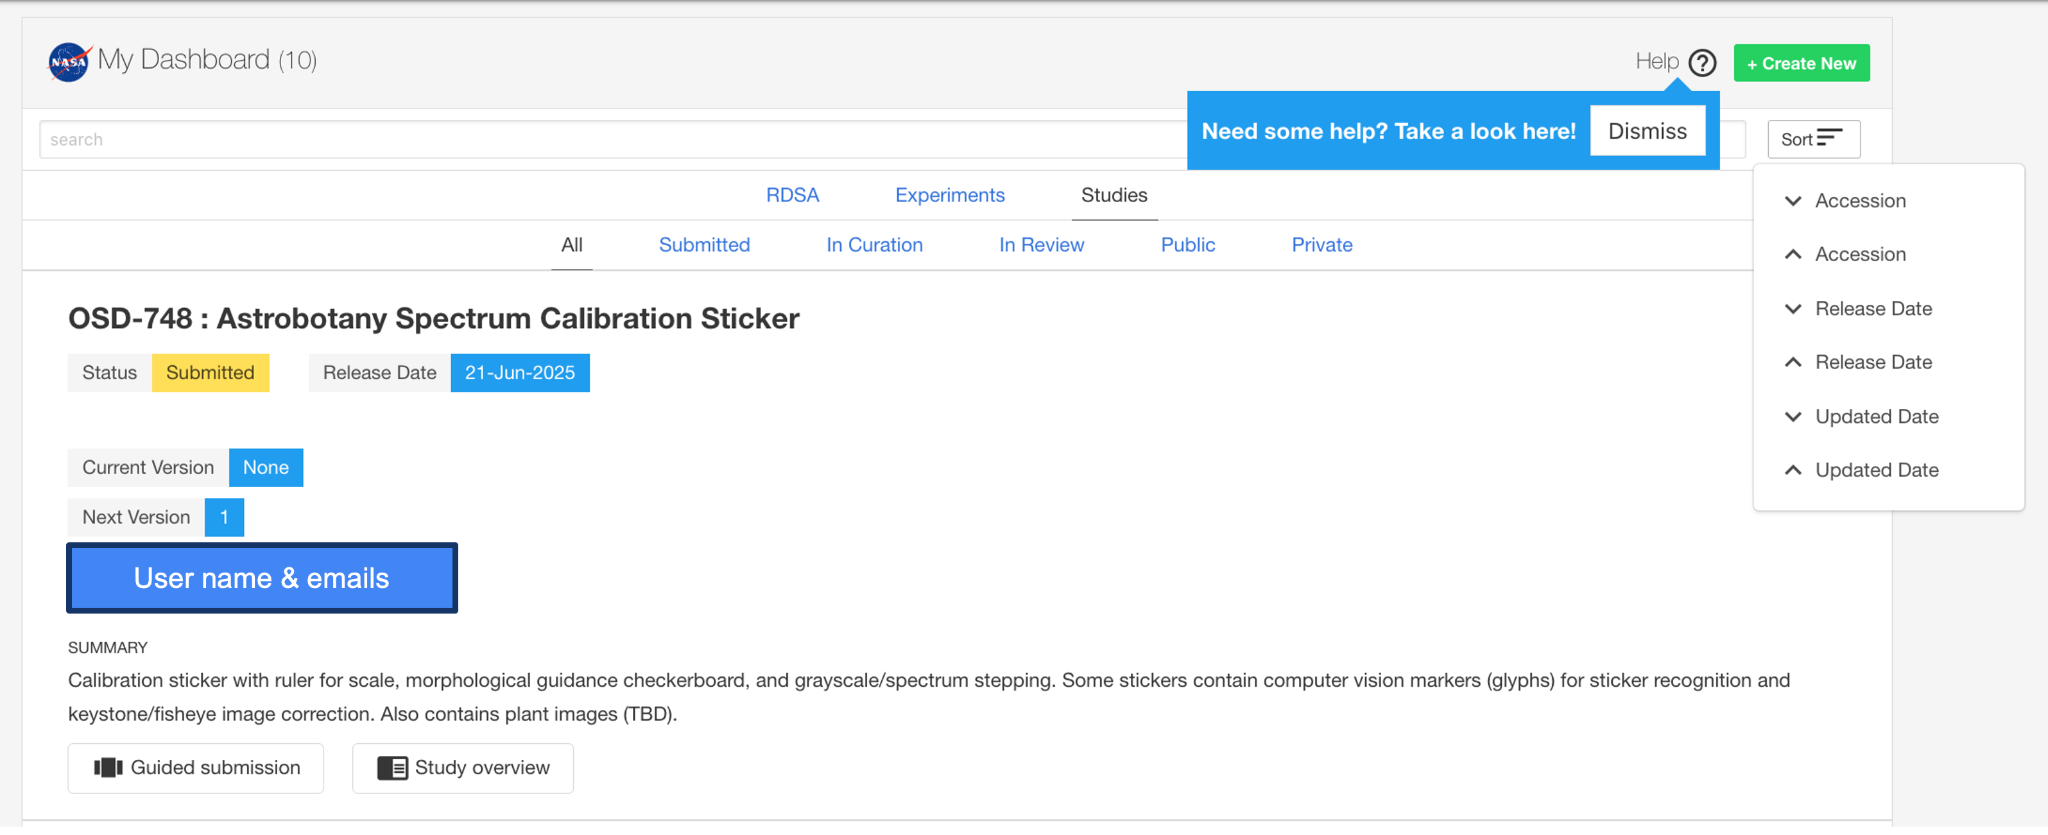 NASA My Dashboard (10)
Help ? + Create New
Need some help? Take a look here! Dismiss
search
Sort
RDSA Experiments Studies
All Submitted In Curation In Review Public Private
Accession
Accession
Release Date
Release Date
Updated Date
Updated Date
OSD-748 : Astrobotany Spectrum Calibration Sticker
Status Submitted Release Date 21-Jun-2025
Current Version None
Next Version 1
User name & emails
SUMMARY
Calibration sticker with ruler for scale, morphological guidance checkerboard, and grayscale/spectrum stepping. Some stickers contain computer vision markers (glyphs) for sticker recognition and
keystone/fisheye image correction. Also contains plant images (TBD).
Guided submission Study overview